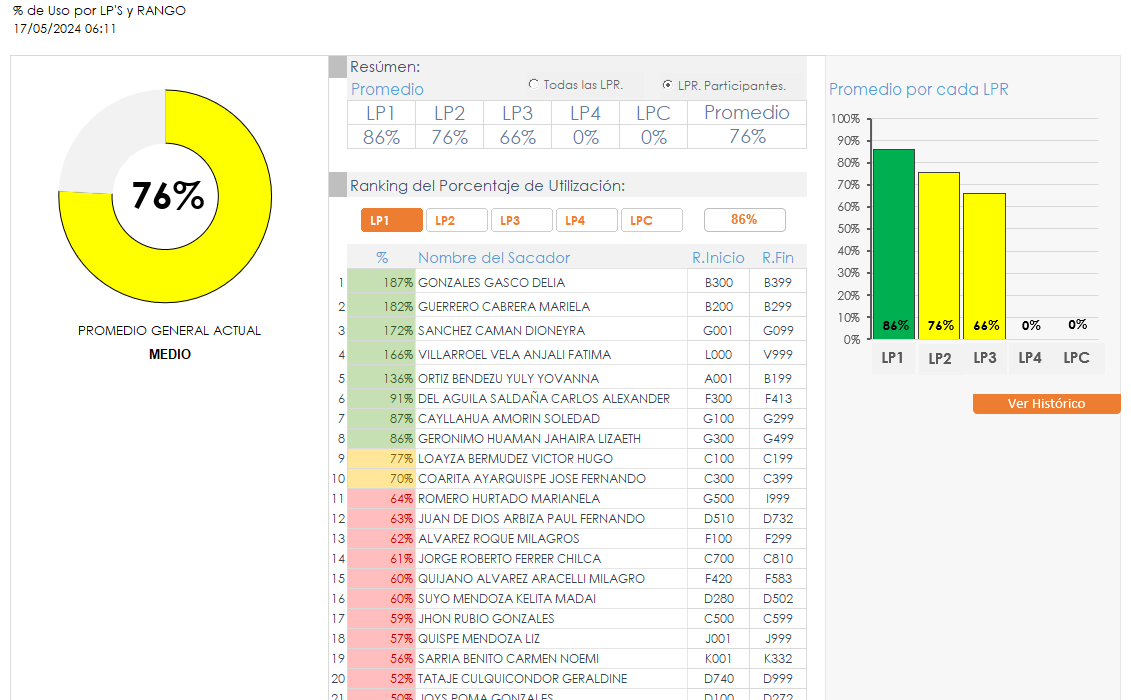 % de Uso por LP'S y RANGO
17/05/2024 06:11
76%
PROMEDIO GENERAL ACTUAL
MEDIO
Resúmen:
Promedio
Todas las LPR. LPR. Participantes.
LP1 LP2 LP3 LP4 LPC Promedio
86% 76% 66% 0% 0% 76%
Ranking del Porcentaje de Utilización:
LP1 LP2 LP3 LP4 LPC 86%
% Nombre del Sacador R.Inicio R.Fin
1 187% GONZALES GASCO DELIA B300 B399
2 182% GUERRERO CABRERA MARIELA B200 B299
3 172% SANCHEZ CAMAN DIONEYRA G001 G099
4 166% VILLARROEL VELA ANJALI FATIMA L000 V999
5 136% ORTIZ BENDEZU YULY YOVANNA A001 B199
6 91% DEL AGUILA SALDAÑA CARLOS ALEXANDER F300 F413
7 87% CAYLLAHUA AMORIN SOLEDAD G100 G299
8 86% GERONIMO HUAMAN JAHAIRA LIZAETH G300 G499
9 77% LOAYZA BERMUDEZ VICTOR HUGO C100 C199
10 70% COARITA AYARQUISPE JOSE FERNANDO C300 C399
11 64% ROMERO HURTADO MARIANELA G500 I999
12 63% JUAN DE DIOS ARBIZA PAUL FERNANDO D510 D732
13 62% ALVAREZ ROQUE MILAGROS F100 F299
14 61% JORGE ROBERTO FERRER CHILCA C700 C810
15 60% QUIJANO ALVAREZ ARACELLI MILAGRO F420 F583
16 60% SUYO MENDOZA KELITA MADAI D280 D502
17 59% JHON RUBIO GONZALES C500 C599
18 57% QUISPE MENDOZA LIZ J001 J999
19 56% SARRIA BENITO CARMEN NOEMI K001 K332
20 52% TATAJE CULQUICONDOR GERALDINE D740 D999
21 50% JOYS POMA GONZALES D100 D272
Promedio por cada LPR
100%
90%
80%
70%
60%
50%
40%
30%
20%
10%
0%
86% 76% 66% 0% 0%
LP1 LP2 LP3 LP4 LPC
Ver Histórico